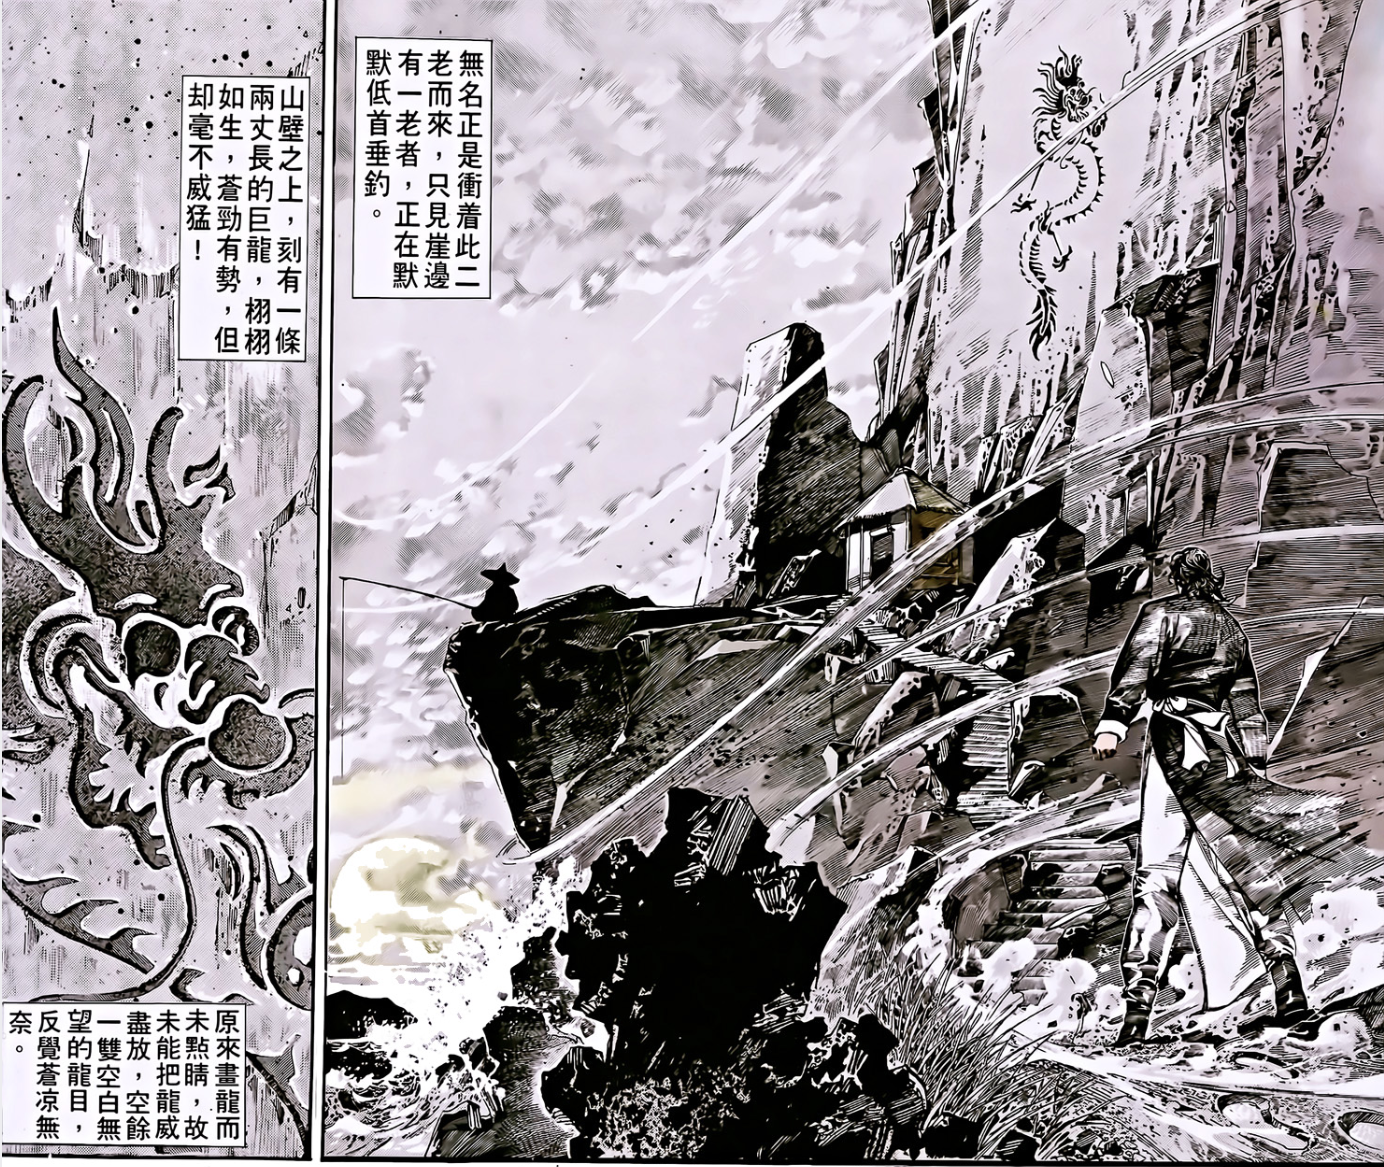 無名正是衝着此二
老而來，只見崖邊
有一老者，正在默
默低首垂釣。
山壁之上，刻有一條
兩丈長的巨龍，栩栩
如生，蒼勁有勢，但
却毫不威猛！
原來畫龍而
未點睛，故
未能把龍威
盡放，空餘
一雙空白無
望的龍目，
反覺蒼凉無
奈。